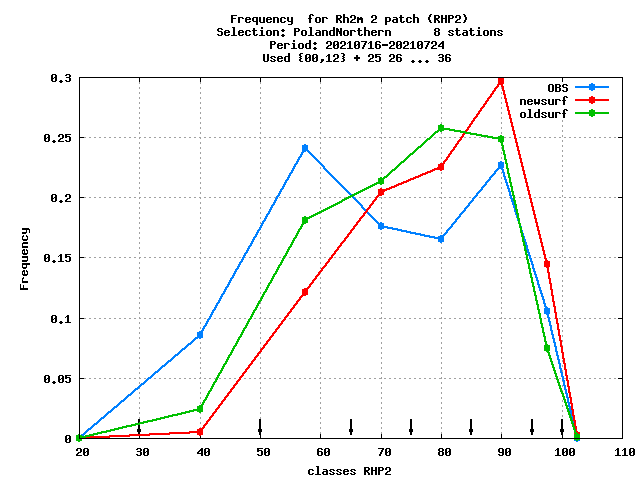 Frequency  for Rh2m 2 patch (RHP2)
Selection: PolandNorthern      8 stations
Period: 20210716-20210724
Used {00,12} + 25 26 ... 36
OBS
newsurf
oldsurf
0.3
0.25
0.2
0.15
0.1
0.05
0
Frequency
20 30 40 50 60 70 80 90 100 110
classes RHP2